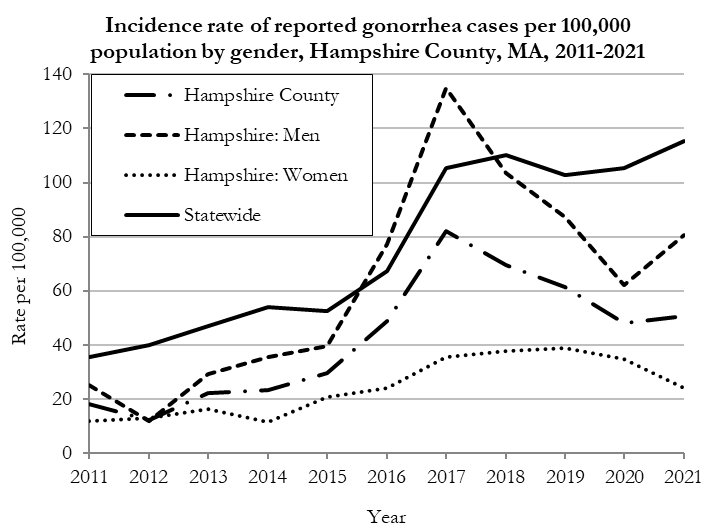 Incidence rate of reported gonorrhea cases per 100,000
population by gender, Hampshire County, MA, 2011-2021
140
120
100
80
60
40
20
0
Rate per 100,000
Hampshire County
Hampshire: Men
Hampshire: Women
Statewide
2011 2012 2013 2014 2015 2016 2017 2018 2019 2020 2021
Year